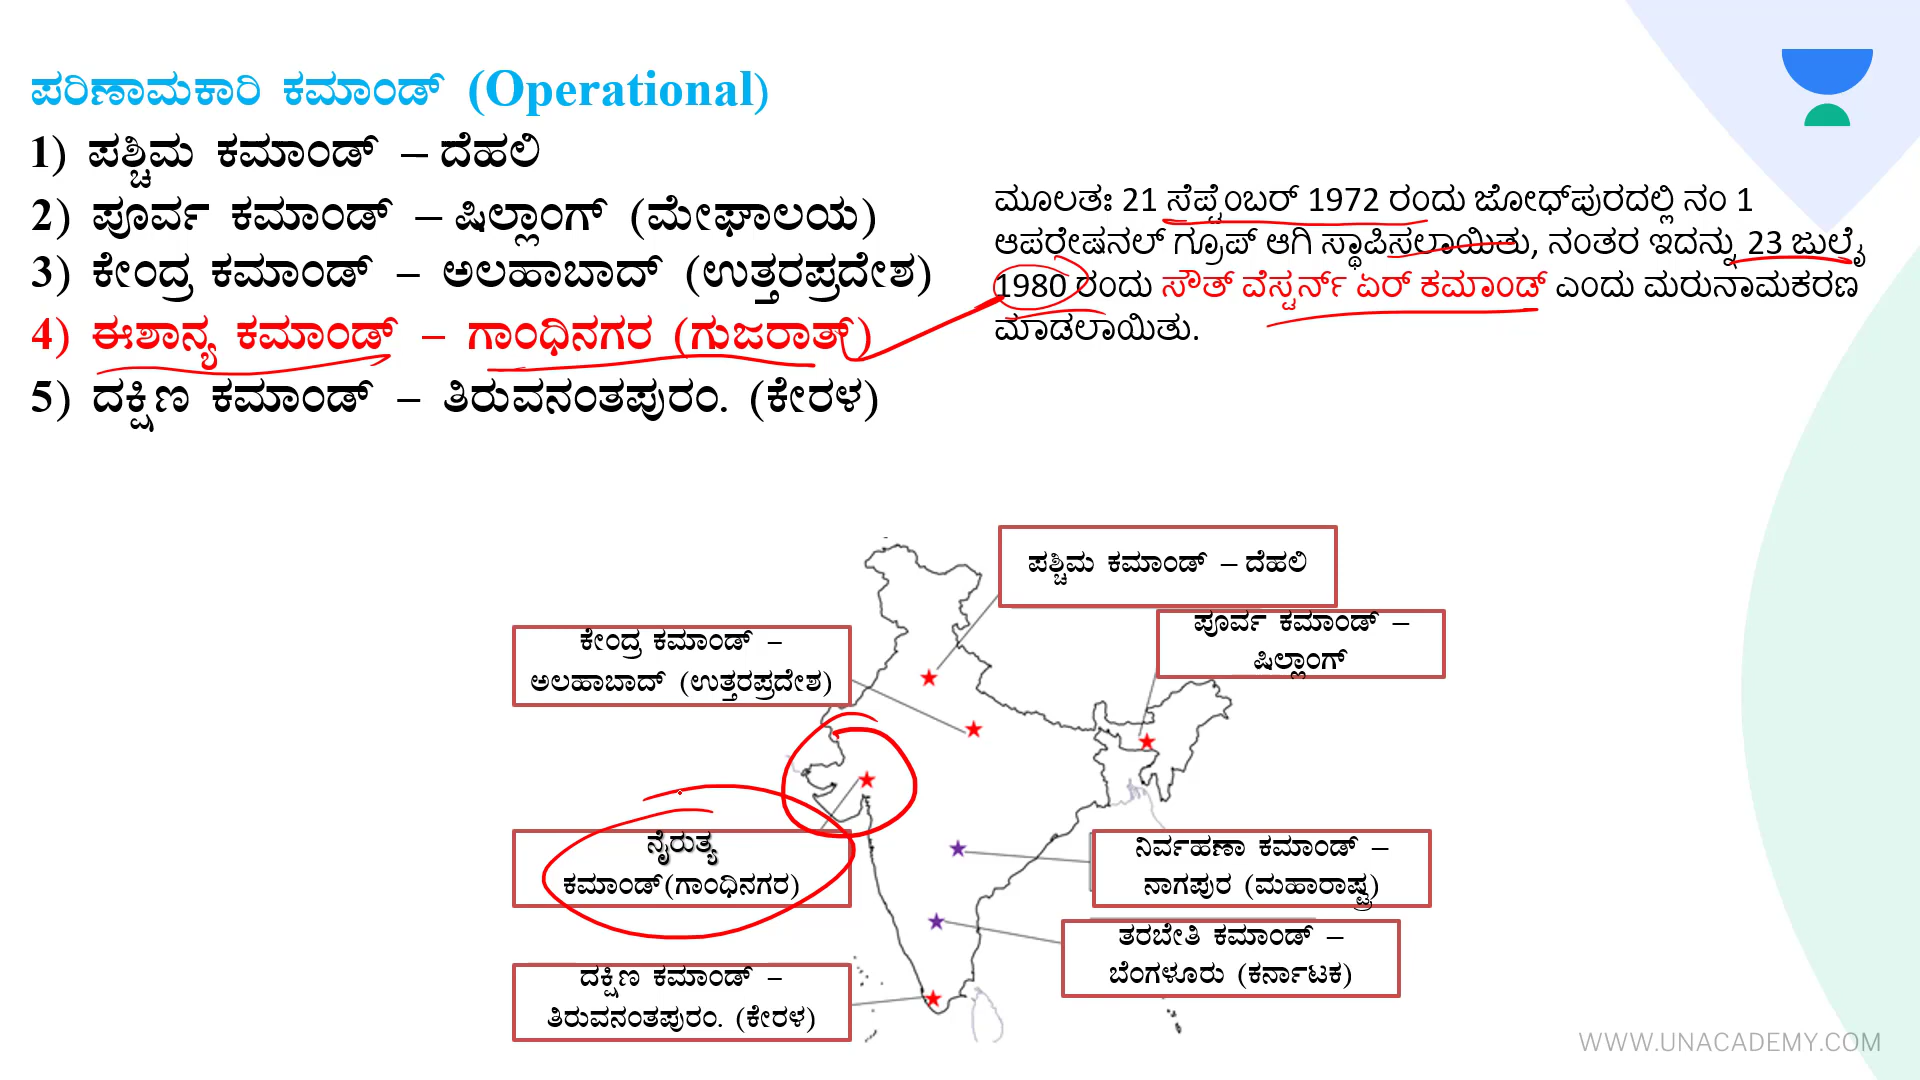 ಪರಿಣಾಮಕಾರಿ ಕಮಾಂಡ್ (Operational)
1) ಪಶ್ಚಿಮ ಕಮಾಂಡ್ – ದೆಹಲಿ
2) ಪೂರ್ವ ಕಮಾಂಡ್ – ಷಿಲ್ಲಾಂಗ್ (ಮೇಘಾಲಯ)
3) ಕೇಂದ್ರ ಕಮಾಂಡ್ – ಅಲಹಾಬಾದ್ (ಉತ್ತರಪ್ರದೇಶ)
4) ಈಶಾನ್ಯ ಕಮಾಂಡ್ – ಗಾಂಧಿನಗರ (ಗುಜರಾತ್)
5) ದಕ್ಷಿಣ ಕಮಾಂಡ್ – ತಿರುವನಂತಪುರಂ. (ಕೇರಳ)
ಮೂಲತಃ 21 ಸೆಪ್ಟೆಂಬರ್ 1972 ರಂದು ಜೋಧ್‌ಪುರದಲ್ಲಿ ನಂ 1
ಆಪರೇಷನಲ್ ಗ್ರೂಪ್ ಆಗಿ ಸ್ಥಾಪಿಸಲಾಯಿತು, ನಂತರ ಇದನ್ನು 23 ಜುಲೈ
1980 ರಂದು ಸೌತ್ ವೆಸ್ಟರ್ನ್ ಏರ್ ಕಮಾಂಡ್ ಎಂದು ಮರುನಾಮಕರಣ
ಮಾಡಲಾಯಿತು.
ಪಶ್ಚಿಮ ಕಮಾಂಡ್ – ದೆಹಲಿ
ಪೂರ್ವ ಕಮಾಂಡ್ –
ಷಿಲ್ಲಾಂಗ್
ಕೇಂದ್ರ ಕಮಾಂಡ್ –
ಅಲಹಾಬಾದ್ (ಉತ್ತರಪ್ರದೇಶ)
ನೈರುತ್ಯ
ಕಮಾಂಡ್(ಗಾಂಧಿನಗರ)
ನಿರ್ವಹಣಾ ಕಮಾಂಡ್ –
ನಾಗಪುರ (ಮಹಾರಾಷ್ಟ್ರ)
ತರಬೇತಿ ಕಮಾಂಡ್ –
ಬೆಂಗಳೂರು (ಕರ್ನಾಟಕ)
ದಕ್ಷಿಣ ಕಮಾಂಡ್ –
ತಿರುವನಂತಪುರಂ. (ಕೇರಳ)
WWW.UNACADEMY.COM